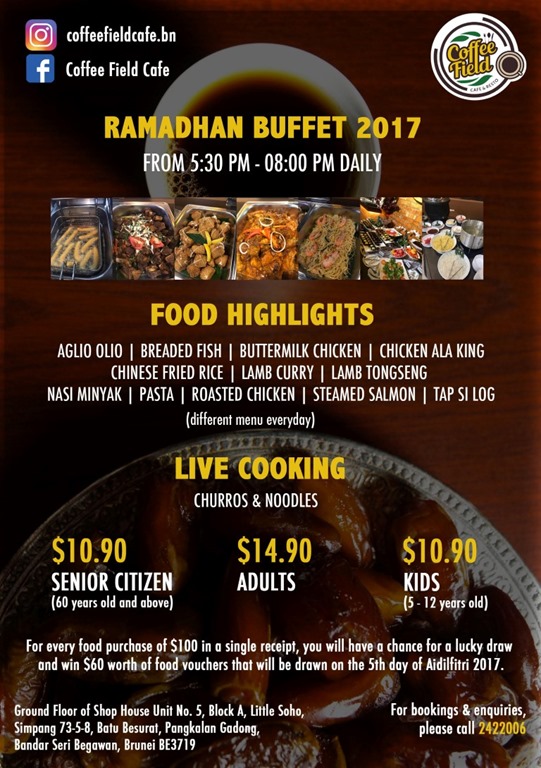 coffeefieldcafe.bn
Coffee Field Cafe
Coffee
Field
CAFE & RESTO
RAMADHAN BUFFET 2017
FROM 5:30 PM - 08:00 PM DAILY
FOOD HIGHLIGHTS
AGLIO OLIO | BREADED FISH | BUTTERMILK CHICKEN | CHICKEN ALA KING
CHINESE FRIED RICE | LAMB CURRY | LAMB TONGSENG
NASI MINYAK | PASTA | ROASTED CHICKEN | STEAMED SALMON | TAP SI LOG
(different menu everyday)
LIVE COOKING
CHURROS & NOODLES
$10.90
SENIOR CITIZEN
(60 years old and above)
$14.90
ADULTS
$10.90
KIDS
(5 - 12 years old)
For every food purchase of $100 in a single receipt, you will have a chance for a lucky draw
and win $60 worth of food vouchers that will be drawn on the 5th day of Aidilfitri 2017.
Ground Floor of Shop House Unit No. 5, Block A, Little Soho,
Simpang 73-5-8, Batu Besurat, Pangkalan Gadong,
Bandar Seri Begawan, Brunei BE3719
For bookings & enquiries,
please call 2422006